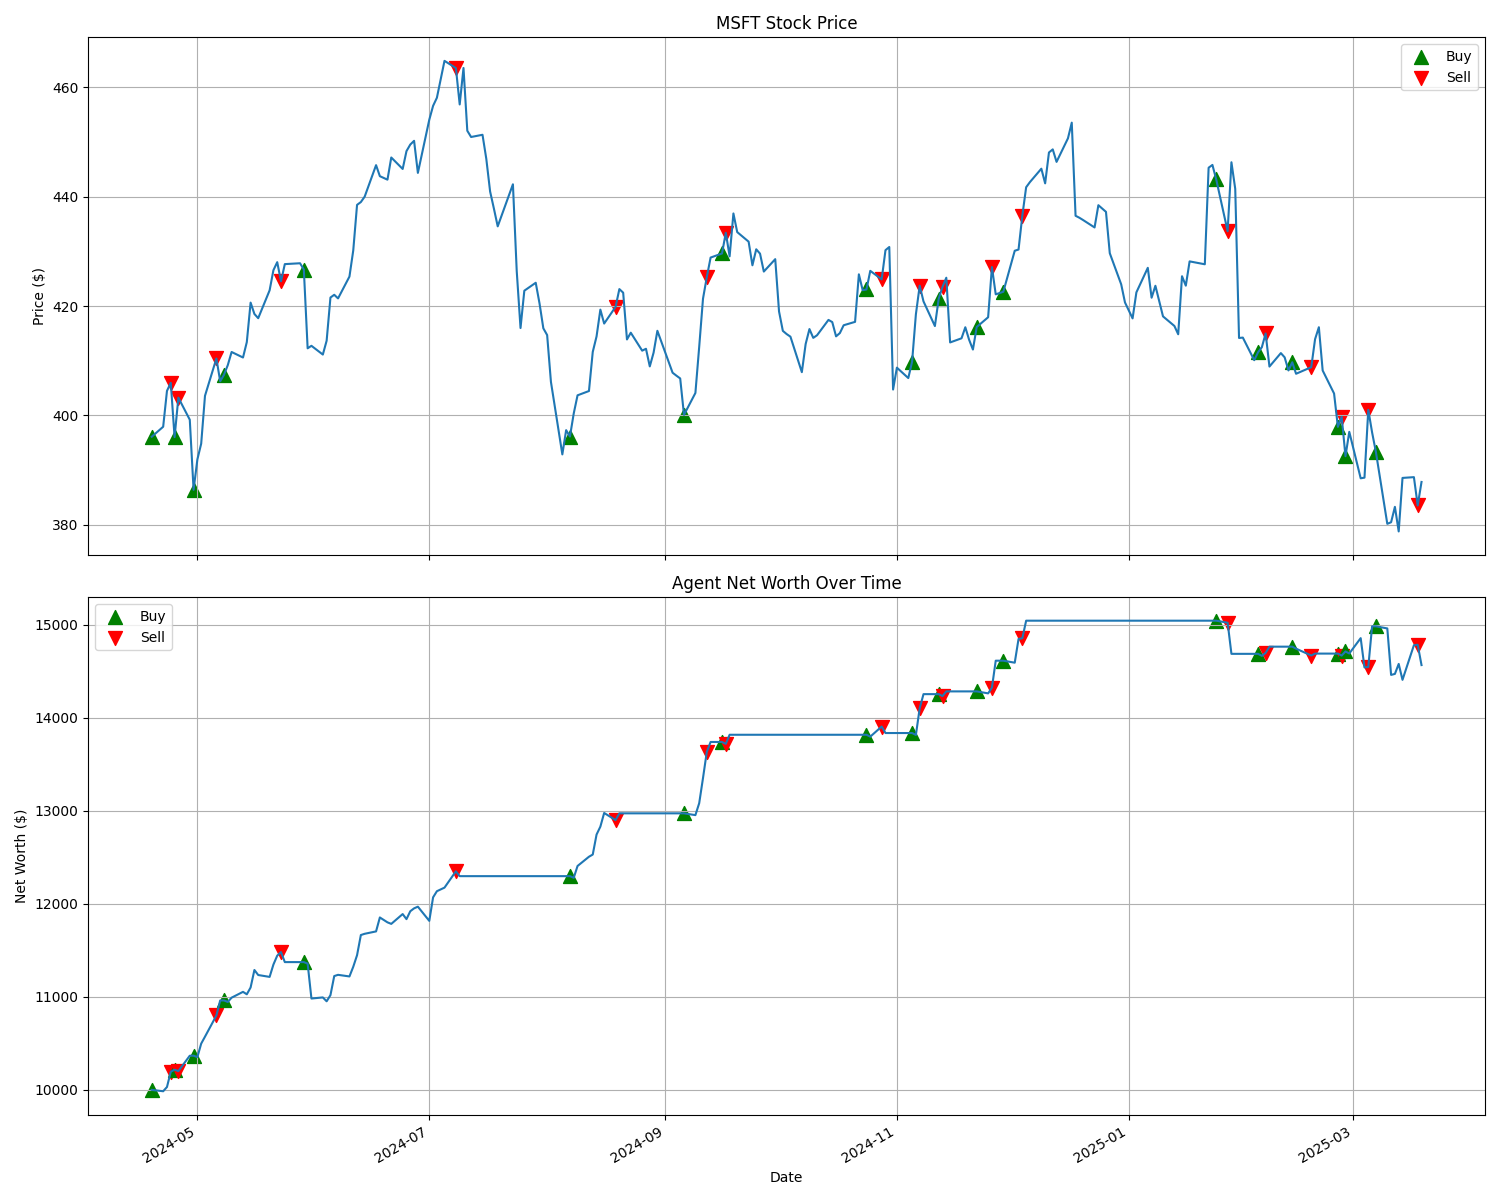 MSFT Stock Price
Buy
Sell
460
440
420
400
380
Price ($)
Agent Net Worth Over Time
Buy
Sell
15000
14000
13000
12000
11000
10000
Net Worth ($)
2024-05
2024-07
2024-09
2024-11
2025-01
2025-03
Date